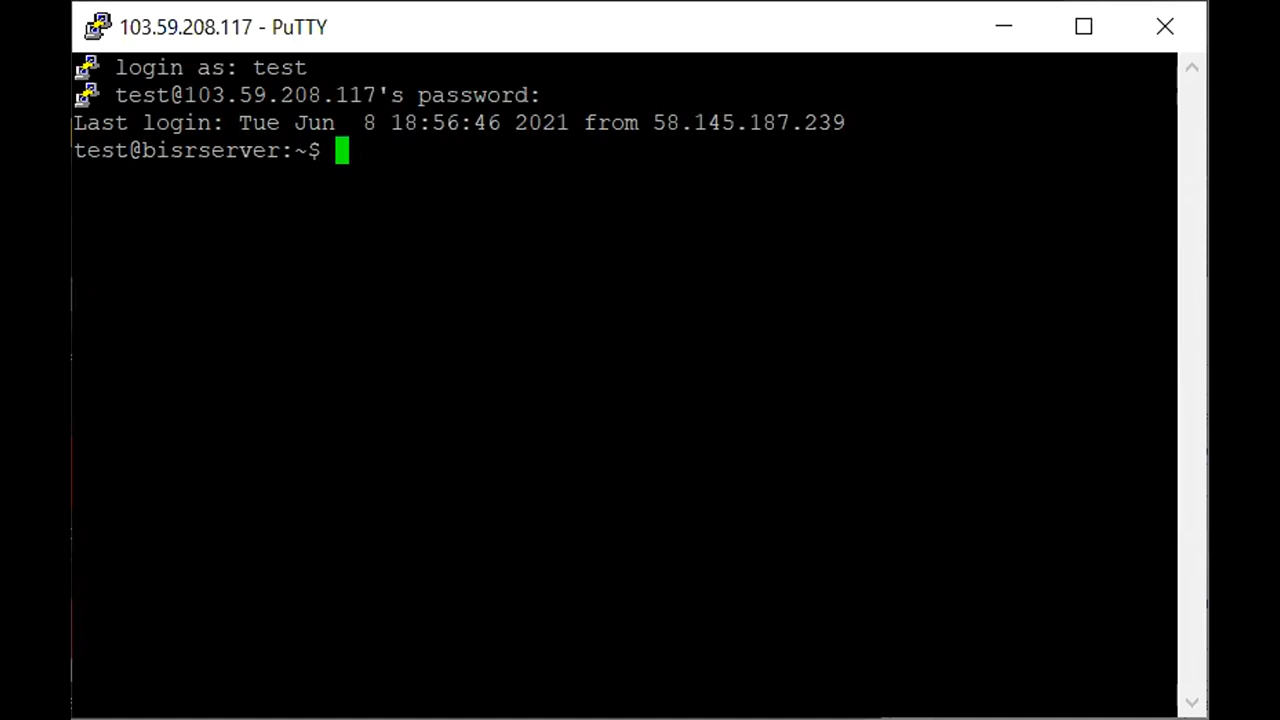 103.59.208.117 - PuTTY
login as: test
test@103.59.208.117's password:
Last login: Tue Jun  8 18:56:46 2021 from 58.145.187.239
test@bisrserver:~$